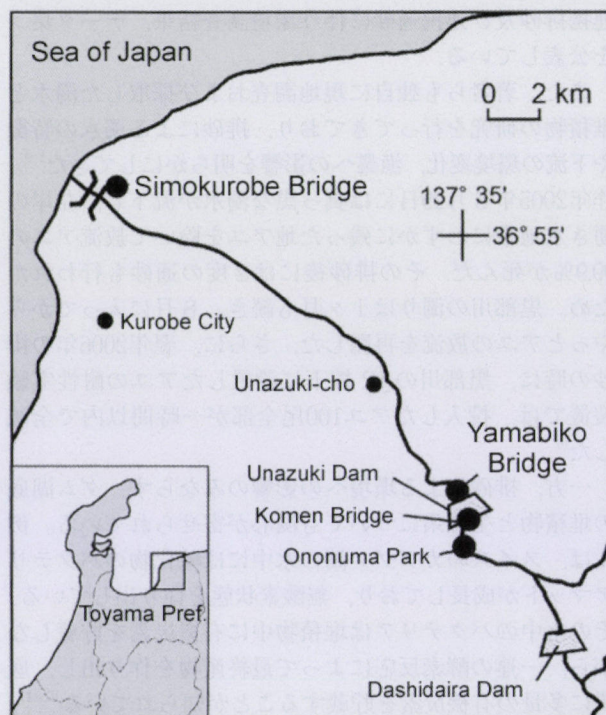 Sea of Japan
0 2 km
Simokurobe Bridge
137° 35'
36° 55'
Kurobe City
Unazuki-cho
Yamabiko
Bridge
Unazuki Dam
Komen Bridge
Ononuma Park
Toyama Pref
Dashidaira Dam